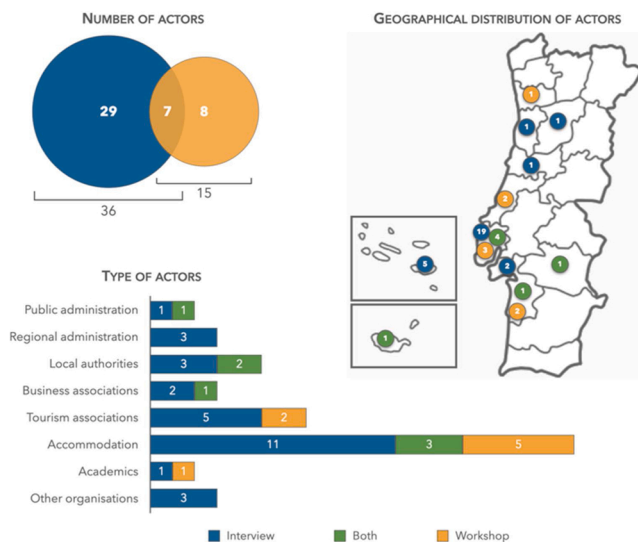 NUMBER OF ACTORS
29 7 8
15
36
GEOGRAPHICAL DISTRIBUTION OF ACTORS
1
1
1
1
2
19
4
3
2
1
1
2
5
1
TYPE OF ACTORS
Public administration 1 1
Regional administration 3
Local authorities 3 2
Business associations 2 1
Tourism associations 5 2
Accommodation 11 3 5
Academics 1 1
Other organisations 3
Interview Both Workshop